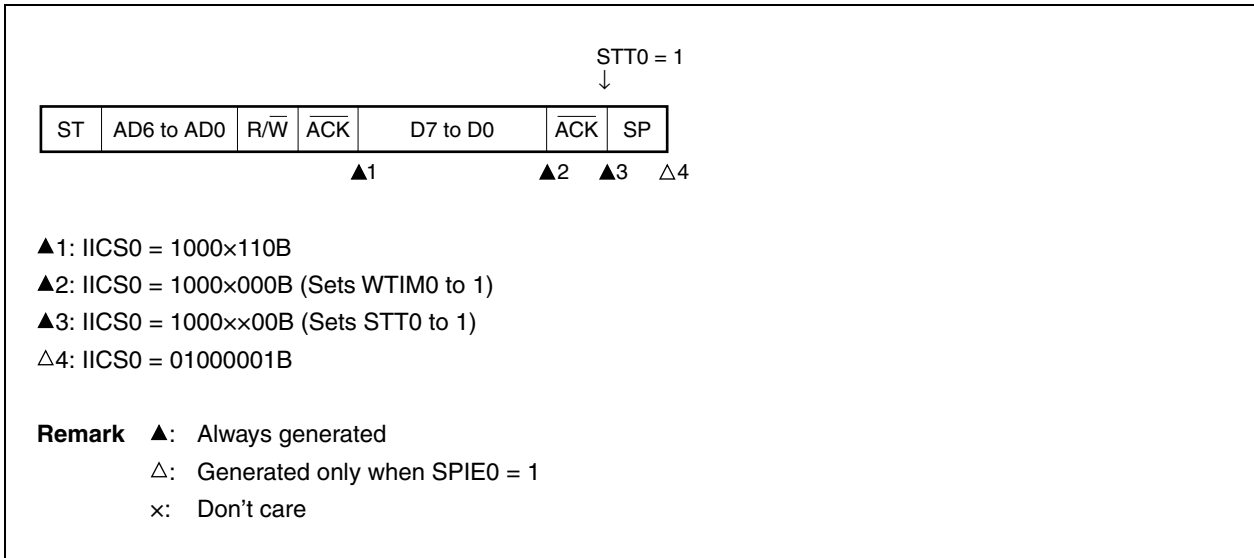 STT0 = 1
↓
ST AD6 to AD0 R/W̅ A̅C̅K̅ D7 to D0 A̅C̅K̅ SP
▲1 ▲2 ▲3 △4
▲1: IICS0 = 1000×110B
▲2: IICS0 = 1000×000B (Sets WTIM0 to 1)
▲3: IICS0 = 1000××00B (Sets STT0 to 1)
△4: IICS0 = 01000001B
Remark ▲: Always generated
△: Generated only when SPIE0 = 1
×: Don't care